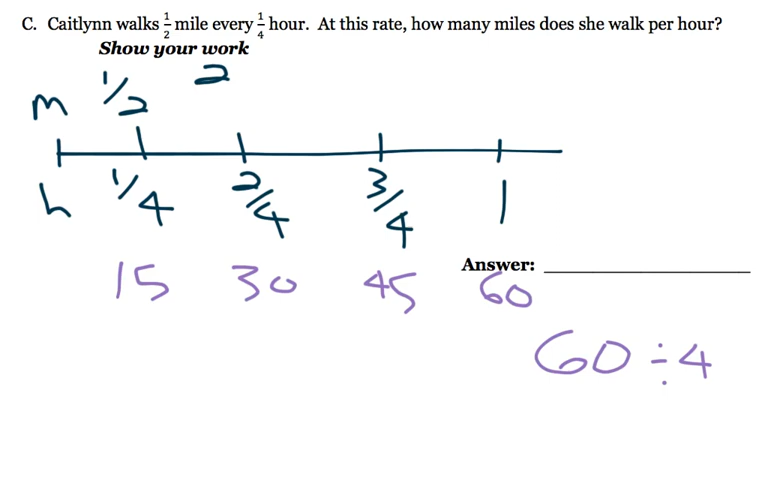 C. Caitlynn walks 1/2 mile every 1/4 hour. At this rate, how many miles does she walk per hour?
Show your work
m 1/2 2
h 1/4 2/4 3/4 1
Answer: ____________________
15 30 45 60
60 ÷ 4